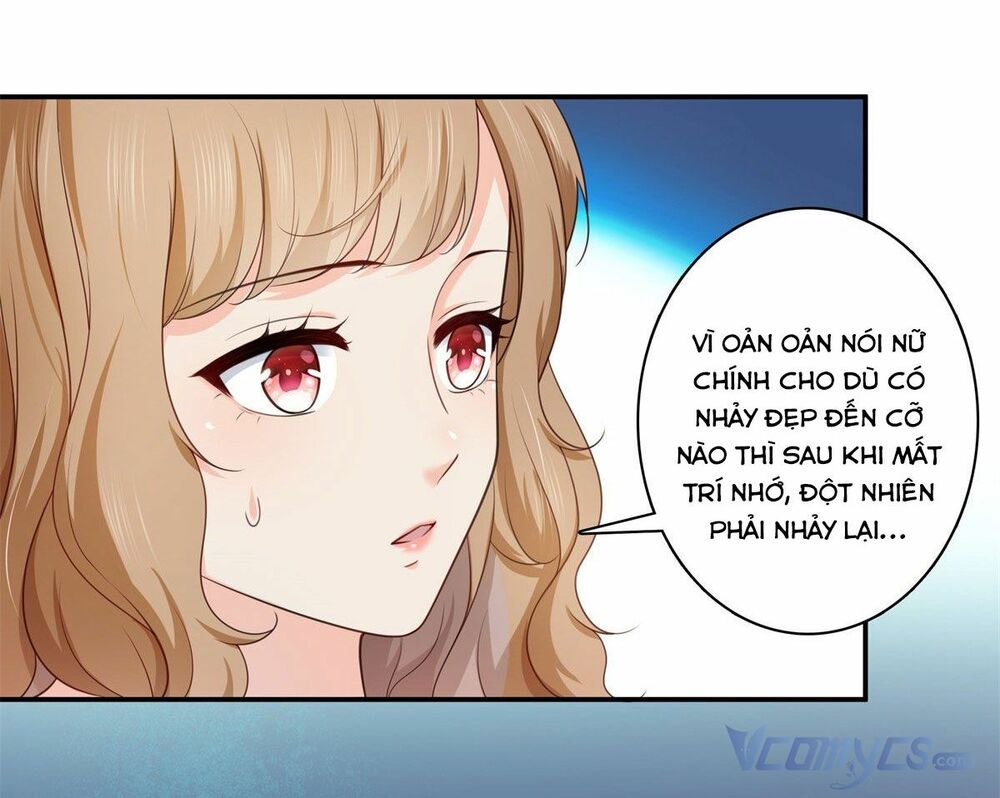 VÌ OẢN OẢN NÓI NỮ
CHÍNH CHO DÙ CÓ
NHẢY ĐẸP ĐẾN CỠ
NÀO THÌ SAU KHI MẤT
TRÍ NHỚ, ĐỘT NHIÊN
PHẢI NHẢY LẠI...
Vcomycs.com